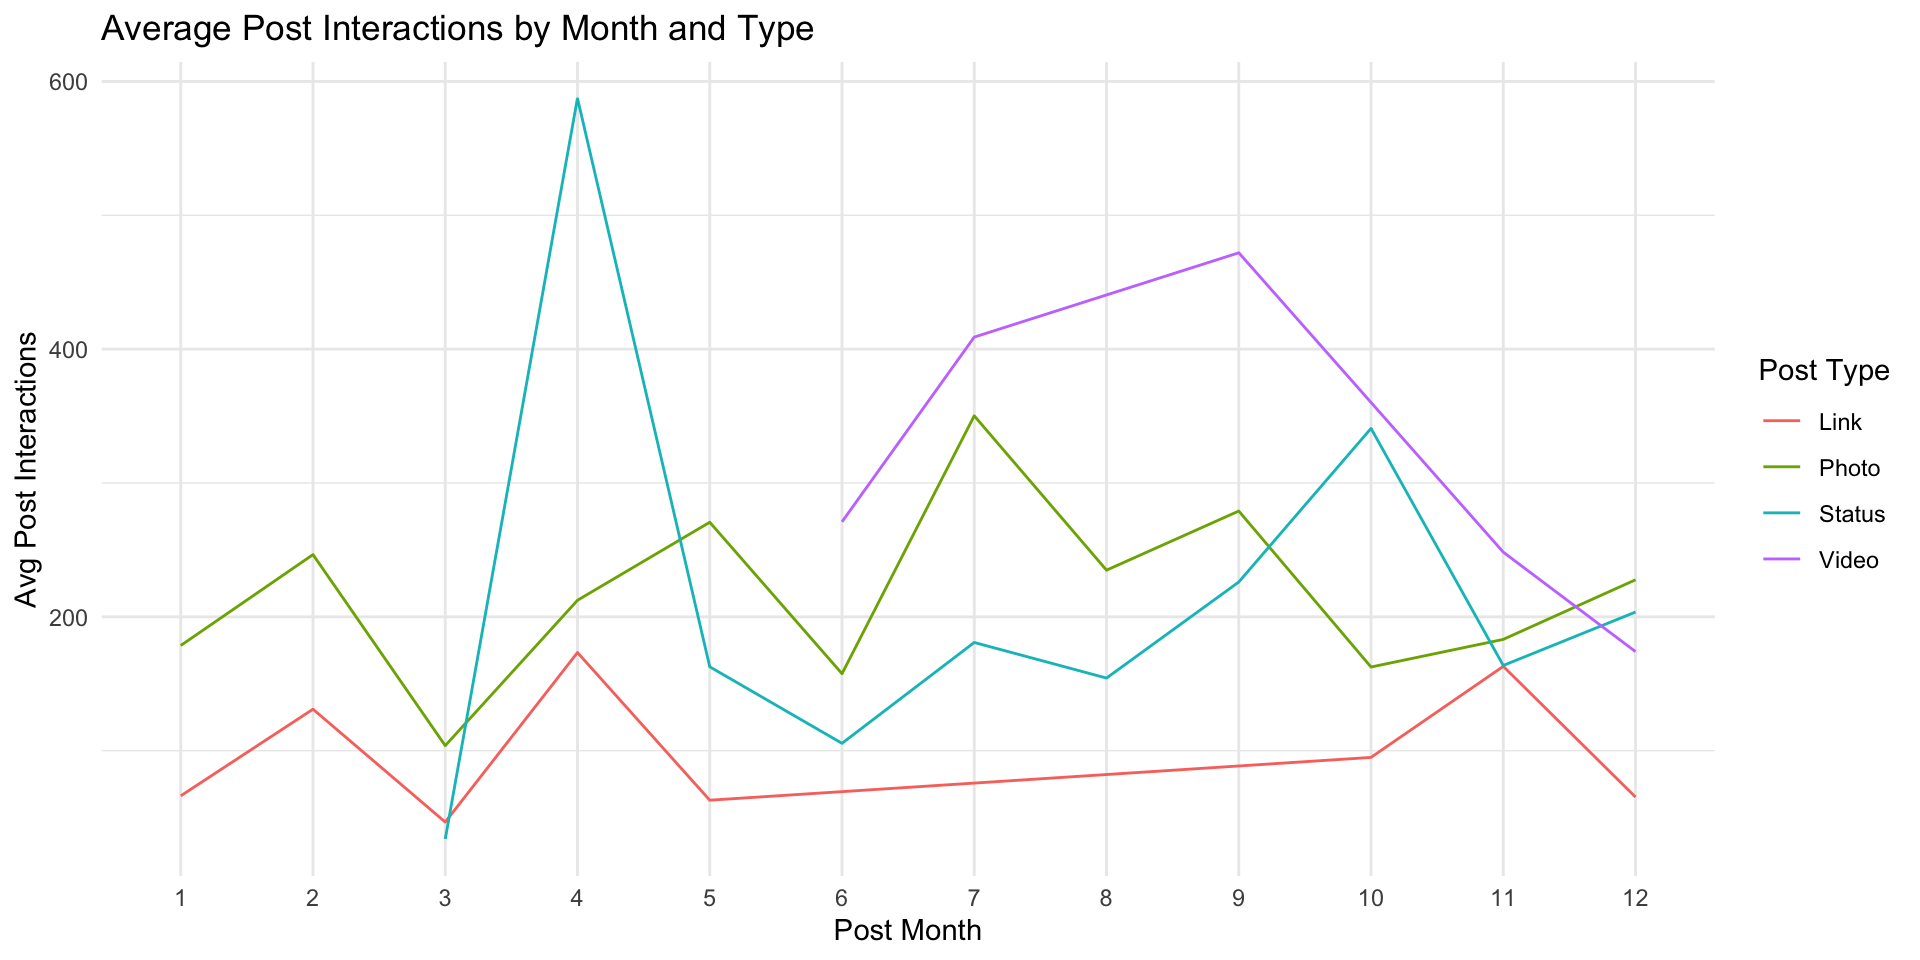 Average Post Interactions by Month and Type
600
400
200
Avg Post Interactions
1 2 3 4 5 6 7 8 9 10 11 12
Post Month
Post Type
Link
Photo
Status
Video